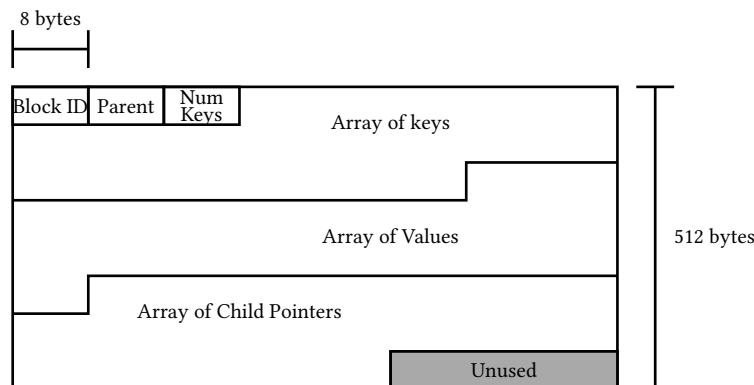 8 bytes
Block ID
Parent
Num
Keys
Array of keys
Array of Values
512 bytes
Array of Child Pointers
Unused